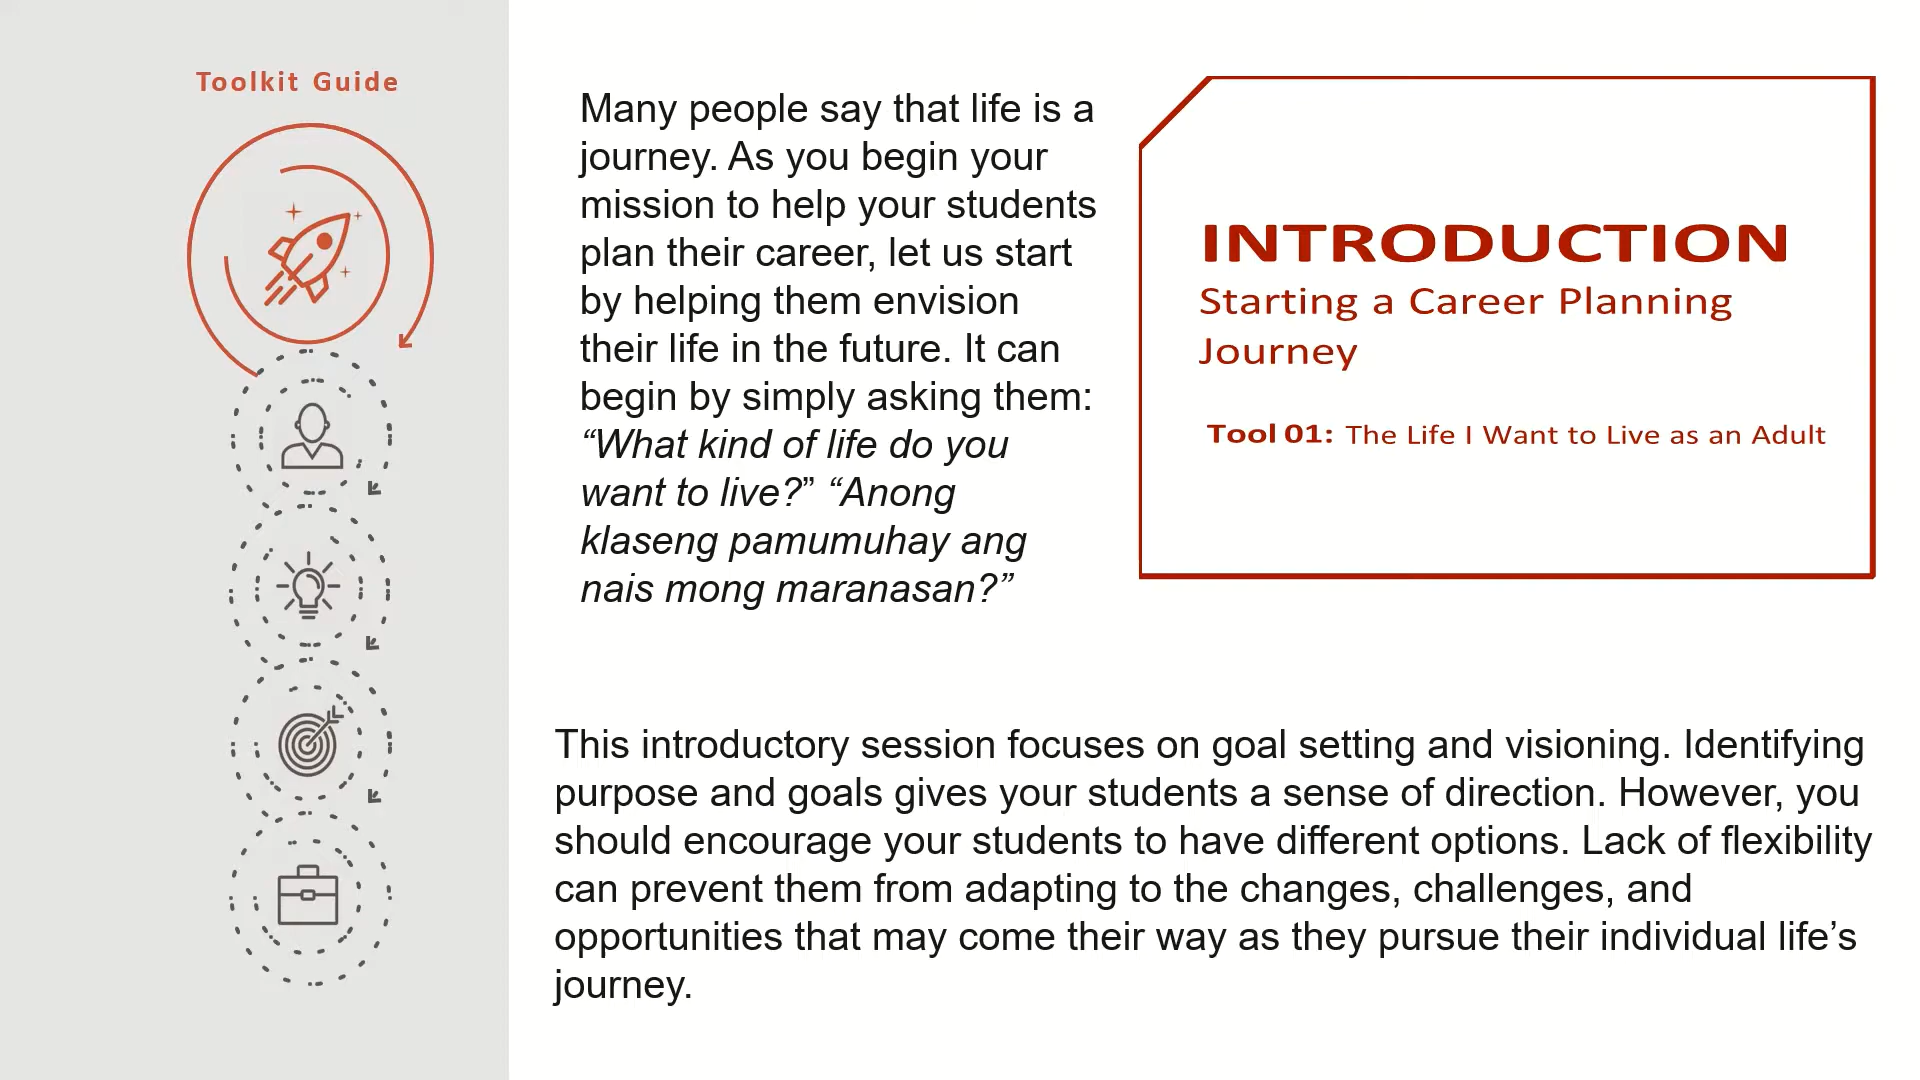 Toolkit Guide
Many people say that life is a
journey. As you begin your
mission to help your students
plan their career, let us start
by helping them envision
their life in the future. It can
begin by simply asking them:
“What kind of life do you
want to live?” “Anong
klaseng pamumuhay ang
nais mong maranasan?”
INTRODUCTION
Starting a Career Planning
Journey
Tool 01: The Life I Want to Live as an Adult
This introductory session focuses on goal setting and visioning. Identifying
purpose and goals gives your students a sense of direction. However, you
should encourage your students to have different options. Lack of flexibility
can prevent them from adapting to the changes, challenges, and
opportunities that may come their way as they pursue their individual life’s
journey.